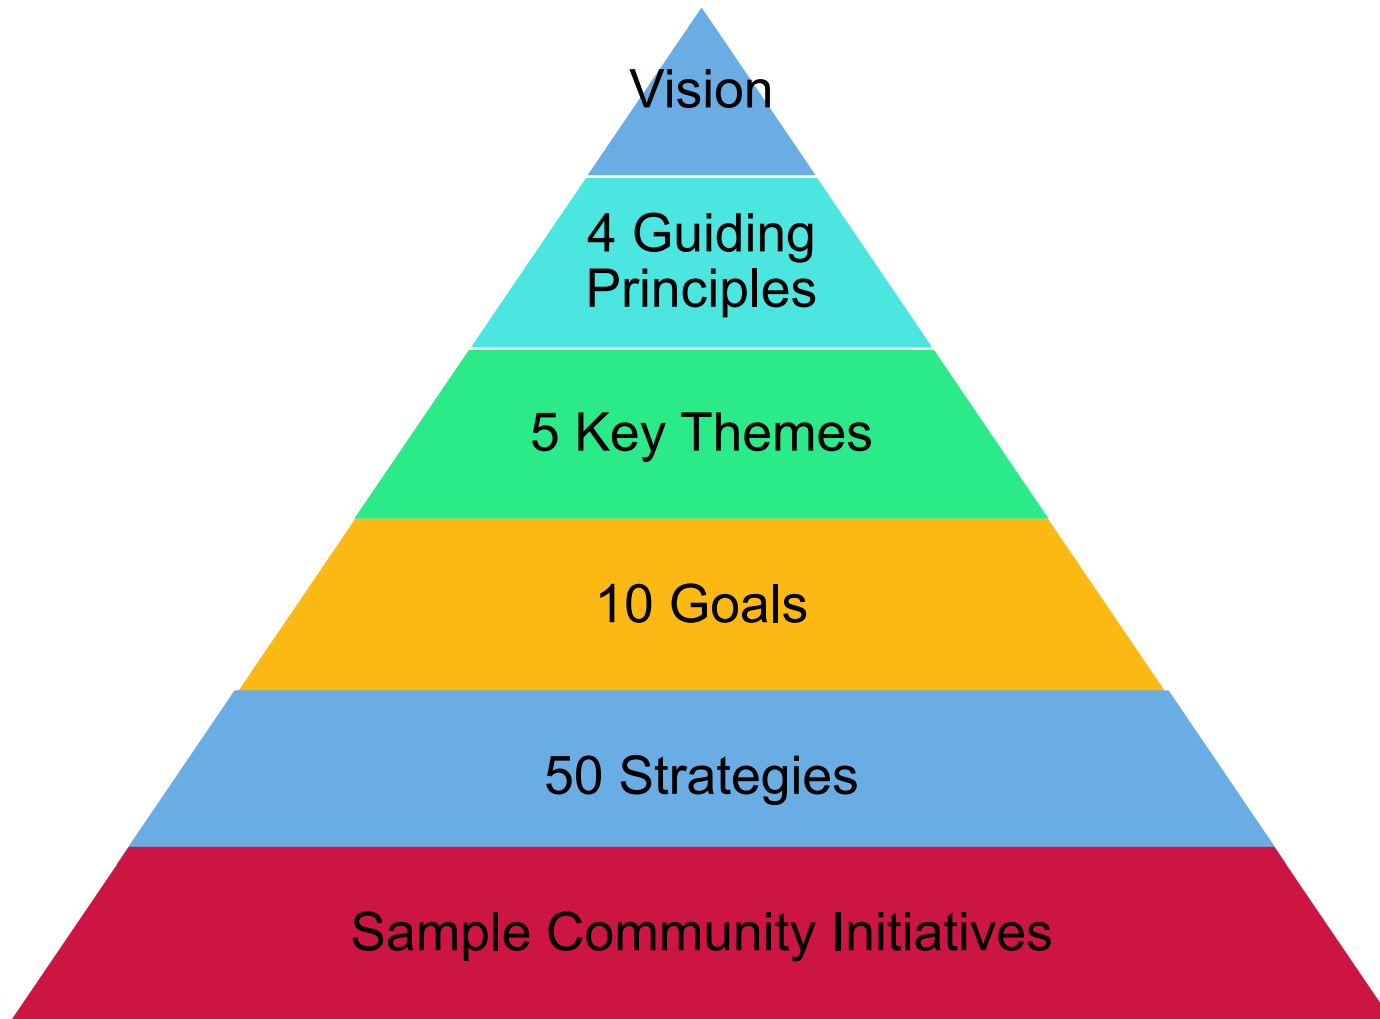 Vision
4 Guiding
Principles
5 Key Themes
10 Goals
50 Strategies
Sample Community Initiatives